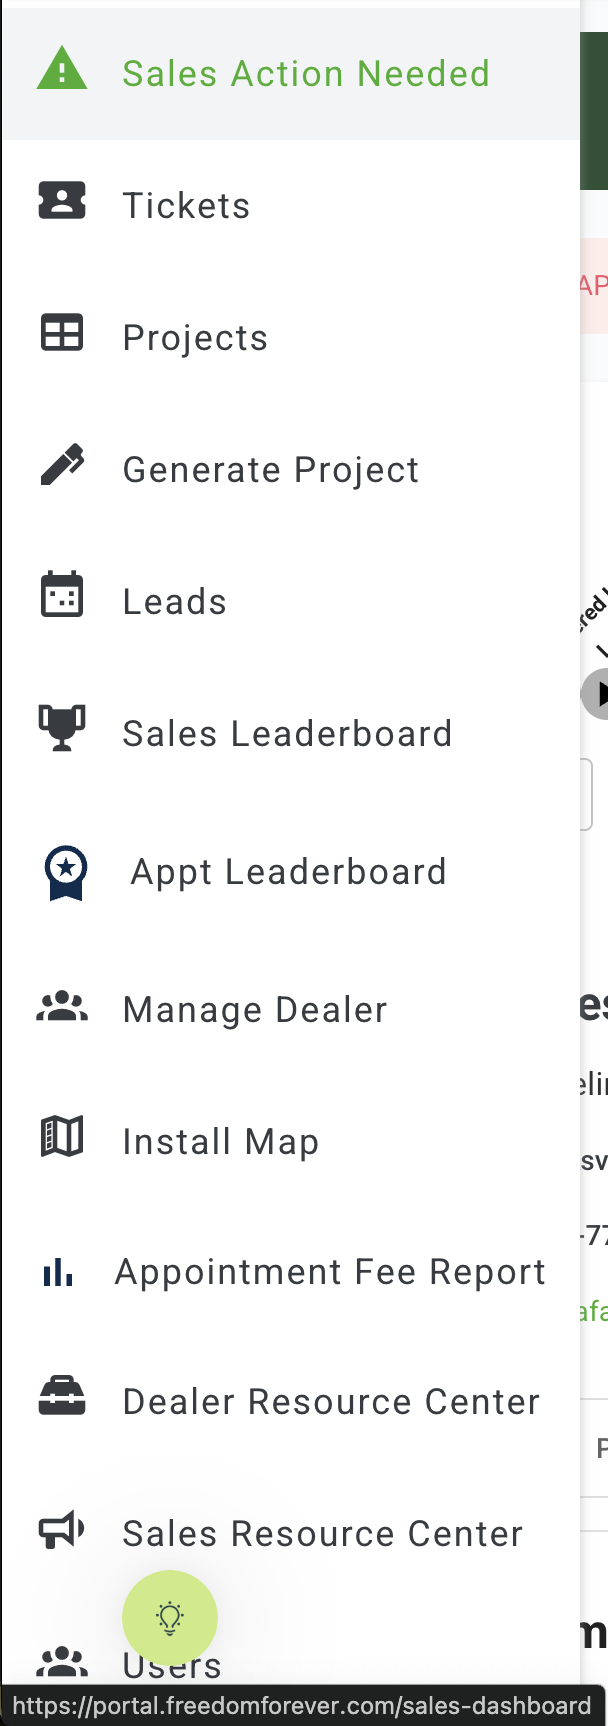 Sales Action Needed
Tickets
Projects
Generate Project
Leads
Sales Leaderboard
Appt Leaderboard
Manage Dealer
Install Map
Appointment Fee Report
Dealer Resource Center
Sales Resource Center
Users
https://portal.freedomforever.com/sales-dashboard